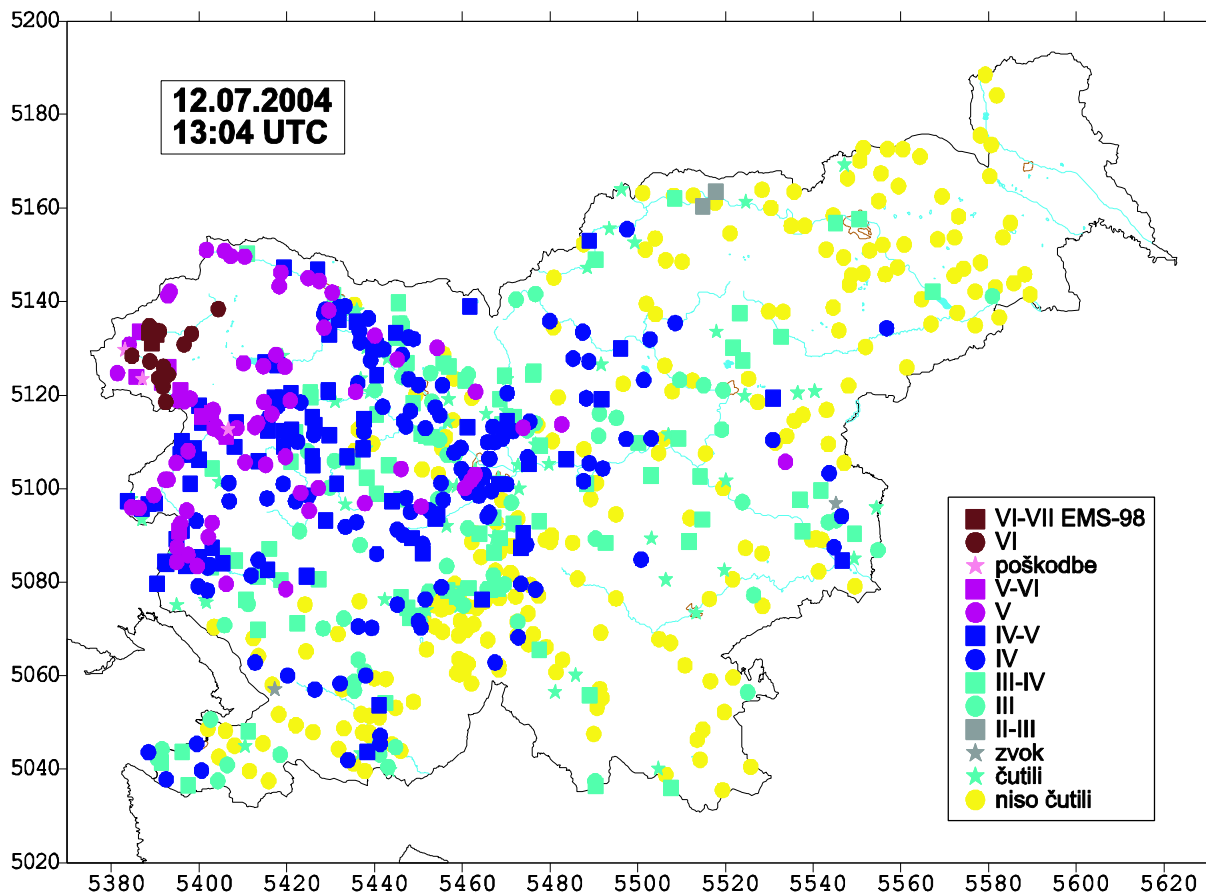 5200
5180
5160
5140
5120
5100
5080
5060
5040
5020
12.07.2004
13:04 UTC
VI-VII EMS-98
VI
poškodbe
V-VI
V
IV-V
IV
III-IV
III
II-III
zvok
čutili
niso čutili
5380 5400 5420 5440 5460 5480 5500 5520 5540 5560 5580 5600 5620